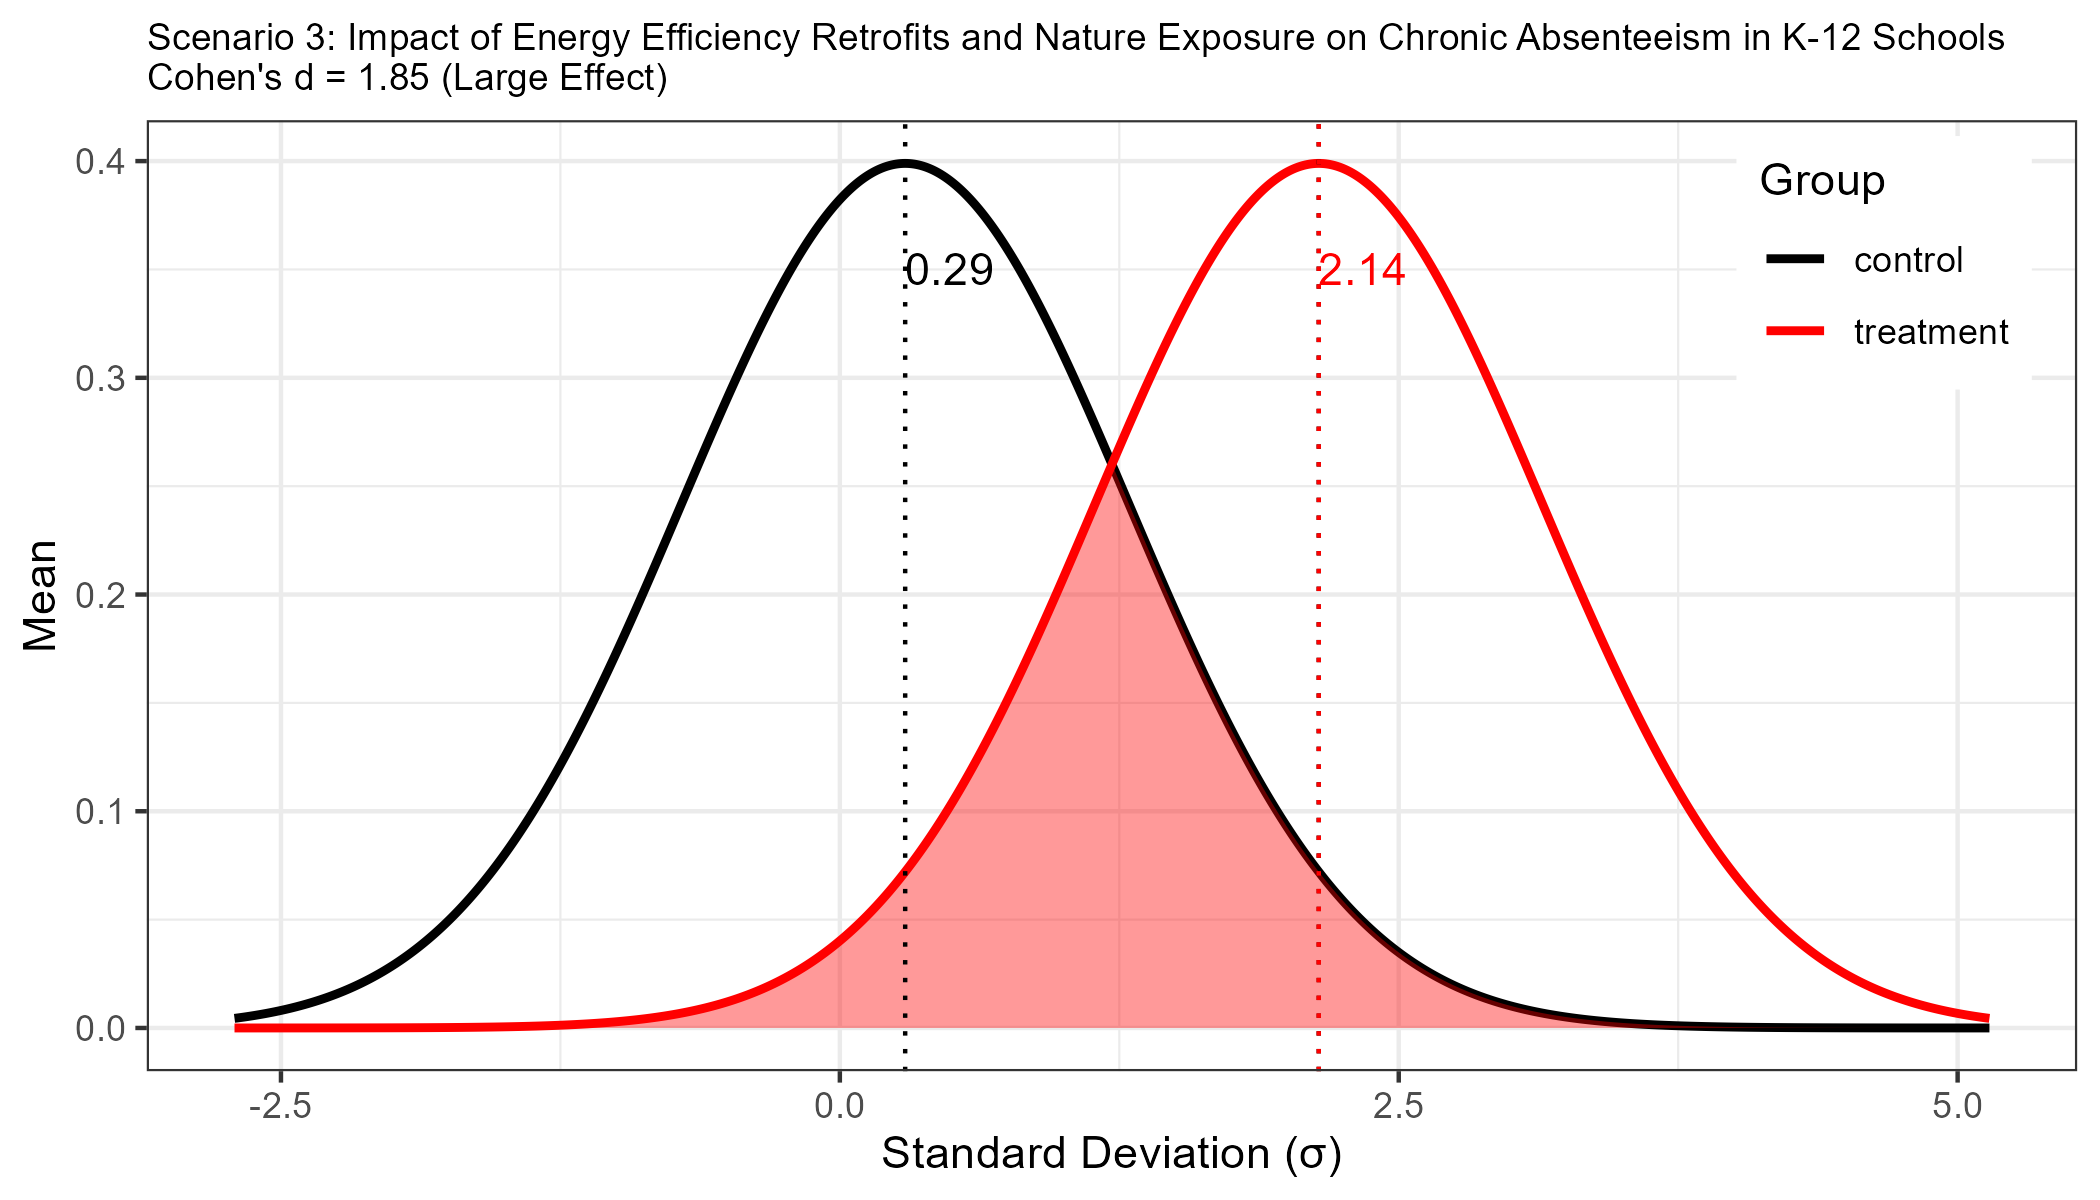 Scenario 3: Impact of Energy Efficiency Retrofits and Nature Exposure on Chronic Absenteeism in K-12 Schools
Cohen's d = 1.85 (Large Effect)
Group
control
treatment
0.29
2.14
Mean
0.4
0.3
0.2
0.1
0.0
-2.5
0.0
2.5
5.0
Standard Deviation (σ)